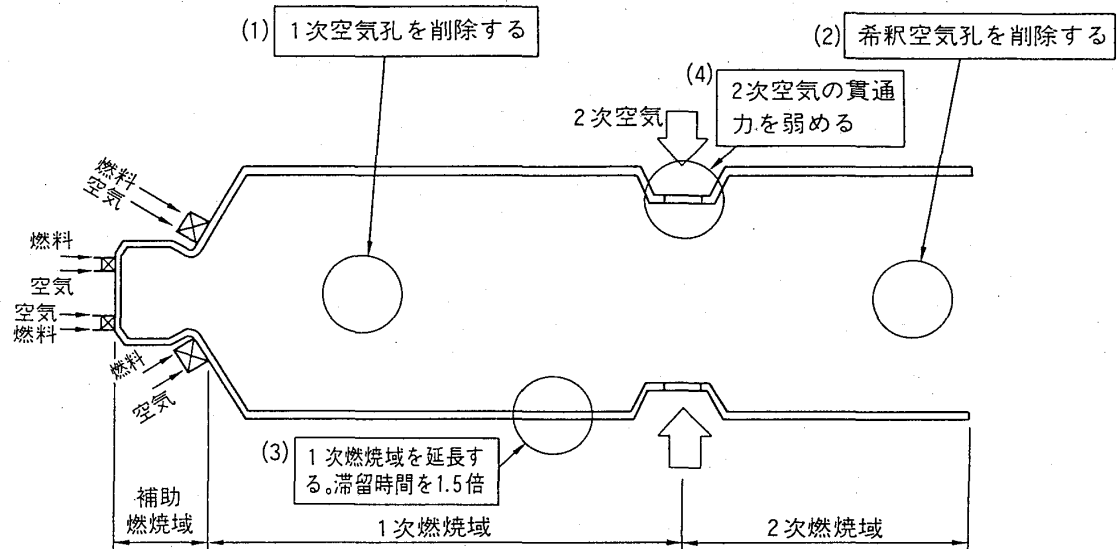 (1) 1次空気孔を削除する
(2) 希釈空気孔を削除する
(4) 2次空気の貫通
力を弱める
2次空気
燃料
空気
燃料
空気
空気
燃料
燃料
空気
(3) 1次燃焼域を延長す
る。滞留時間を1.5倍
補助
燃焼域
1次燃焼域
2次燃焼域